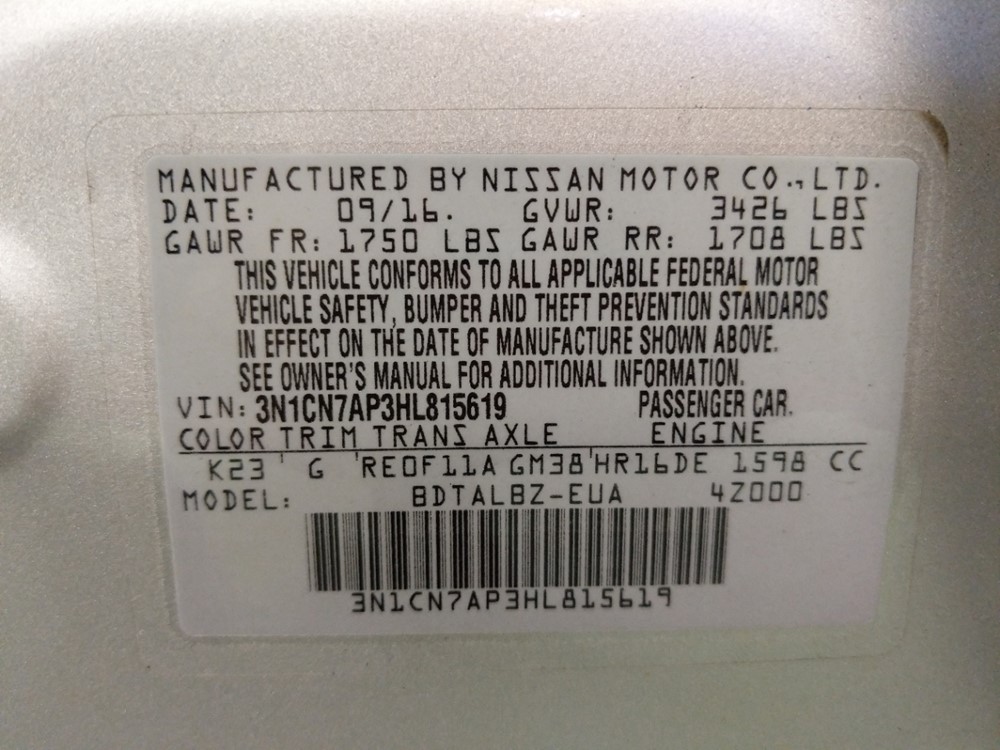 MANUFACTURED BY NISSAN MOTOR CO.,LTD.
DATE: 09/16. GVWR: 3426 LBS
GAWR FR: 1750 LBS GAWR RR: 1708 LBS
THIS VEHICLE CONFORMS TO ALL APPLICABLE FEDERAL MOTOR
VEHICLE SAFETY, BUMPER AND THEFT PREVENTION STANDARDS
IN EFFECT ON THE DATE OF MANUFACTURE SHOWN ABOVE.
SEE OWNER'S MANUAL FOR ADDITIONAL INFORMATION.
VIN: 3N1CN7AP3HL815619 PASSENGER CAR.
COLOR TRIM TRANS AXLE ENGINE
K23 ' G 'RE0F11A GM38'HR16DE 1598 CC
MODEL: BDTALBZ-EUA 4Z000
3N1CN7AP3HL815619